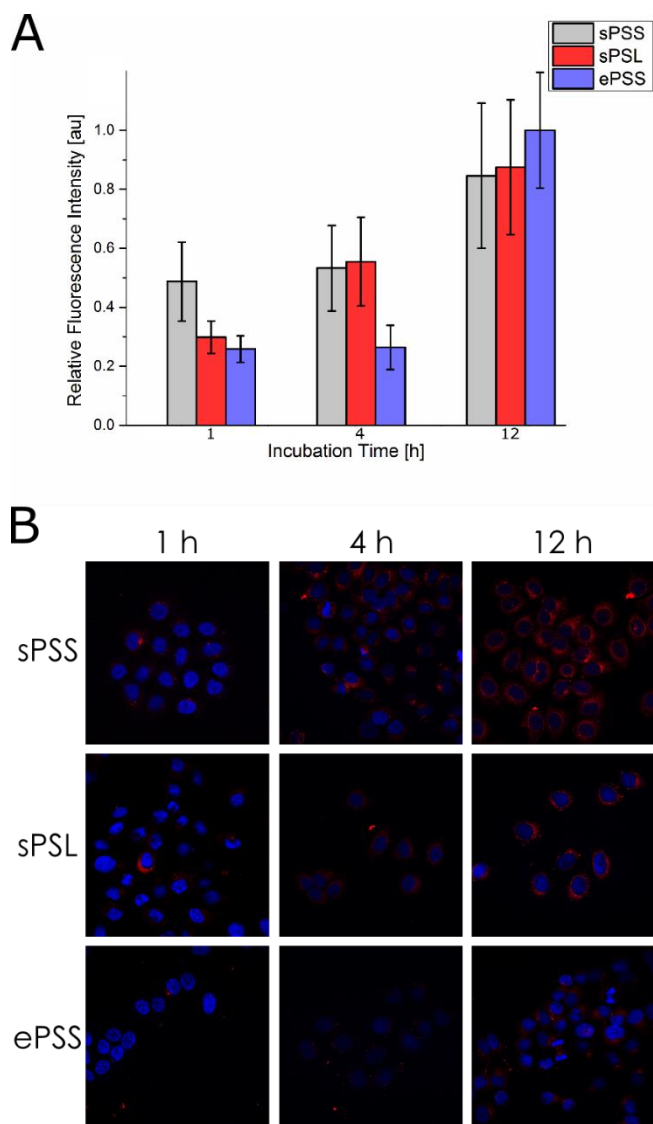 A
sPSS
sPSL
ePSS
Relative Fluorescence Intensity [au]
1.0
0.8
0.6
0.4
0.2
0.0
1 4 12
Incubation Time [h]
B
1 h 4 h 12 h
sPSS
sPSL
ePSS